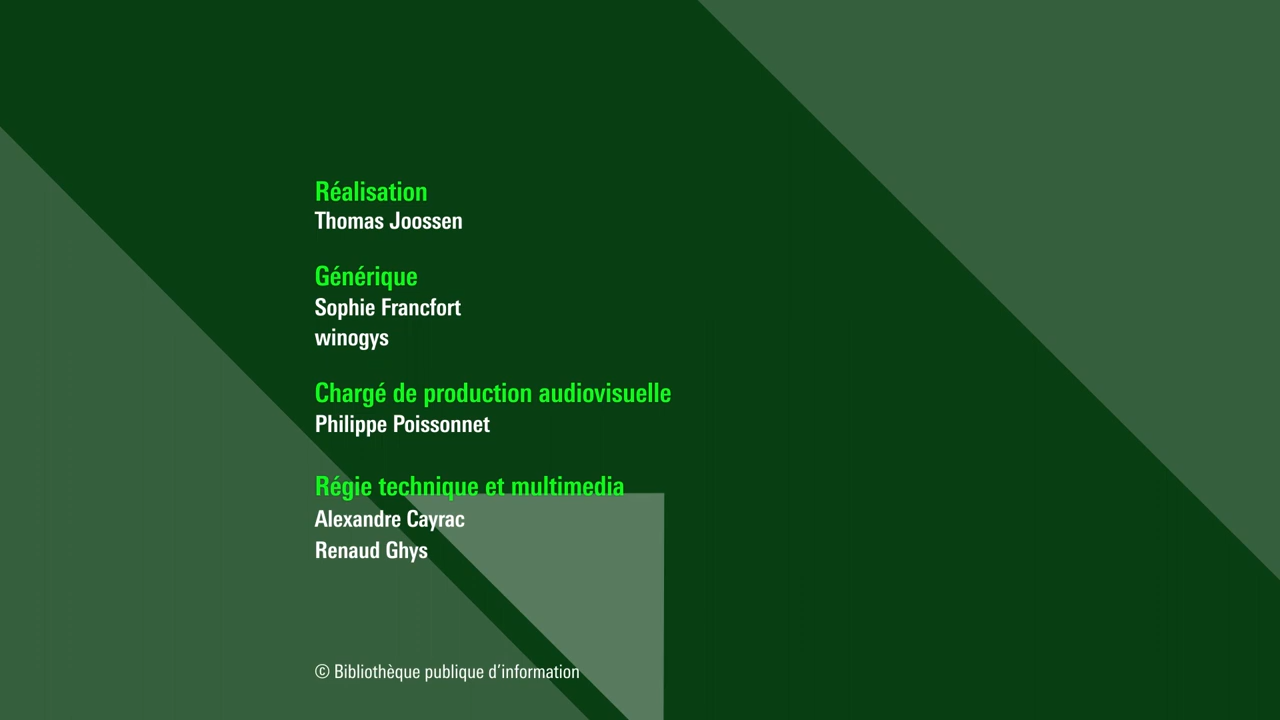 Réalisation
Thomas Joossen
Générique
Sophie Francfort
winogys
Chargé de production audiovisuelle
Philippe Poissonnet
Régie technique et multimedia
Alexandre Cayrac
Renaud Ghys
© Bibliothèque publique d’information